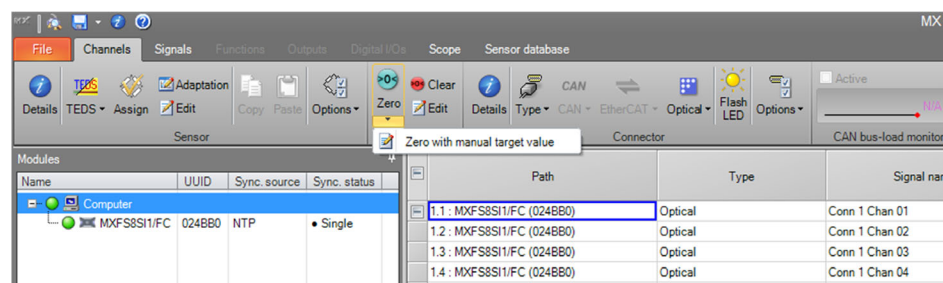 MX
File Channels Signals Functions Outputs Digital I/Os Scope Sensor database
Details TEDS Assign Adaptation Edit Copy Paste Options Zero Clear Edit Details Type CAN EtherCAT Optical Flash LED Options Active N/A
Sensor Connector CAN bus-load monitor
Zero with manual target value
Modules
Name UUID Sync. source Sync. status Path Type Signal nam
Computer
MXFS8SI1/FC 024BB0 NTP • Single
1.1 : MXFS8SI1/FC (024BB0) Optical Conn 1 Chan 01
1.2 : MXFS8SI1/FC (024BB0) Optical Conn 1 Chan 02
1.3 : MXFS8SI1/FC (024BB0) Optical Conn 1 Chan 03
1.4 : MXFS8SI1/FC (024BB0) Optical Conn 1 Chan 04